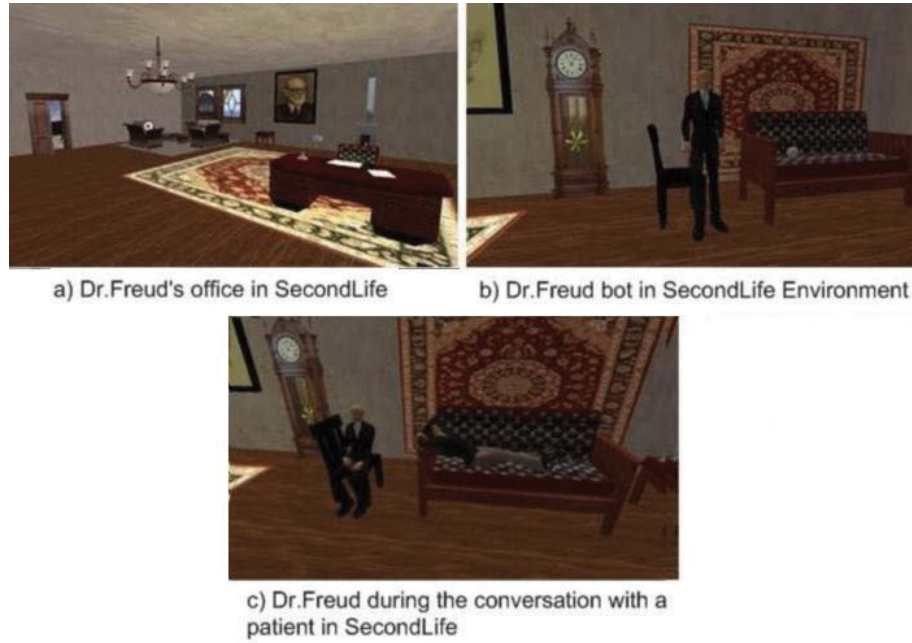 a) Dr.Freud's office in SecondLife
b) Dr.Freud bot in SecondLife Environment
c) Dr.Freud during the conversation with a
patient in SecondLife